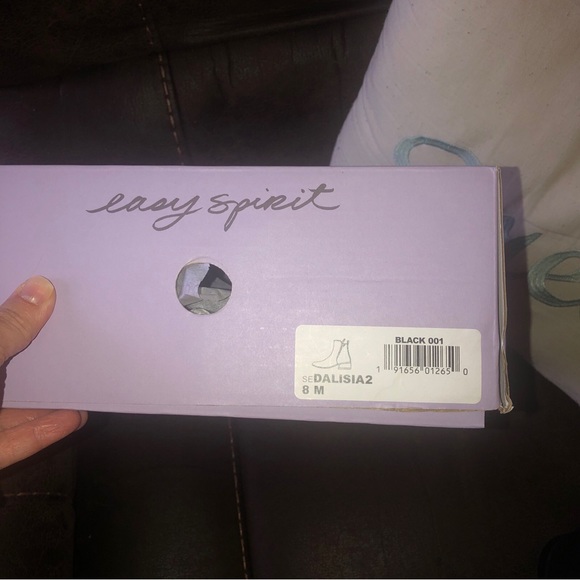 easy spirit
BLACK 001
1 91656 01265 0
SEDALISIA2
8 M